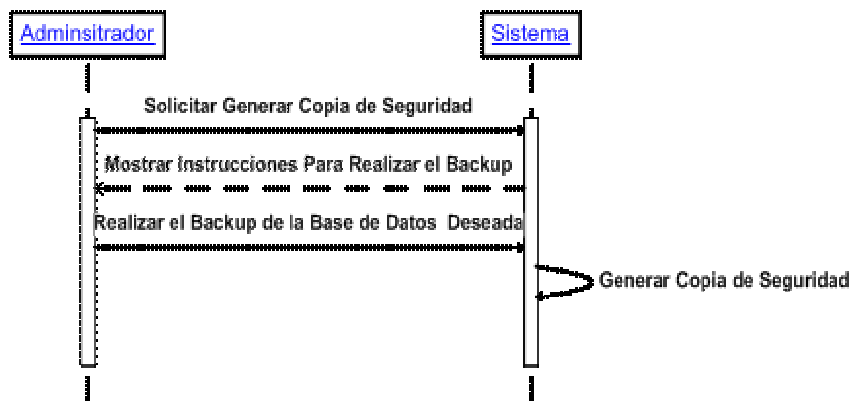 Adminsitrador
Sistema
Solicitar Generar Copia de Seguridad
Mostrar Instrucciones Para Realizar el Backup
Realizar el Backup de la Base de Datos Deseada
Generar Copia de Seguridad